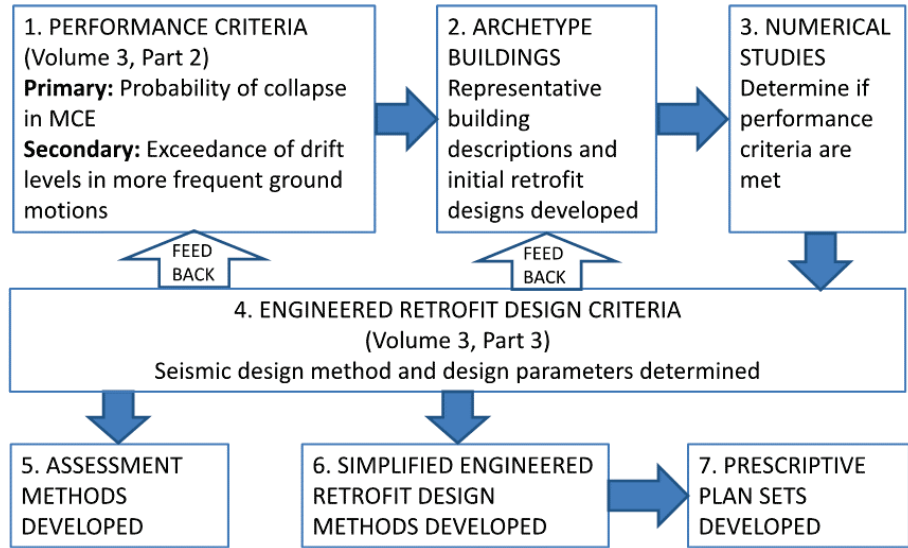 1. PERFORMANCE CRITERIA
(Volume 3, Part 2)
Primary: Probability of collapse
in MCE
Secondary: Exceedance of drift
levels in more frequent ground
motions
2. ARCHETYPE
BUILDINGS
Representative
building
descriptions and
initial retrofit
designs developed
3. NUMERICAL
STUDIES
Determine if
performance
criteria are
met
FEED
BACK
FEED
BACK
4. ENGINEERED RETROFIT DESIGN CRITERIA
(Volume 3, Part 3)
Seismic design method and design parameters determined
5. ASSESSMENT
METHODS
DEVELOPED
6. SIMPLIFIED ENGINEERED
RETROFIT DESIGN
METHODS DEVELOPED
7. PRESCRIPTIVE
PLAN SETS
DEVELOPED